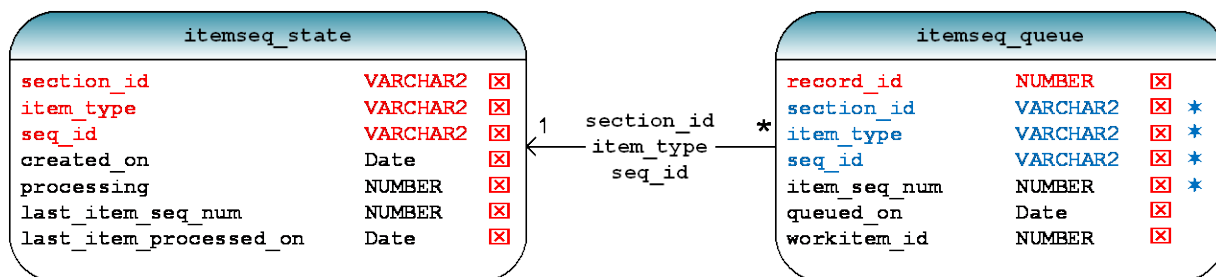 itemseq_state
section_id VARCHAR2
item_type VARCHAR2
seq_id VARCHAR2
created_on Date
processing NUMBER
last_item_seq_num NUMBER
last_item_processed_on Date
1
section_id
item_type
seq_id
*
itemseq_queue
record_id NUMBER
section_id VARCHAR2
item_type VARCHAR2
seq_id VARCHAR2
item_seq_num NUMBER
queued_on Date
workitem_id NUMBER